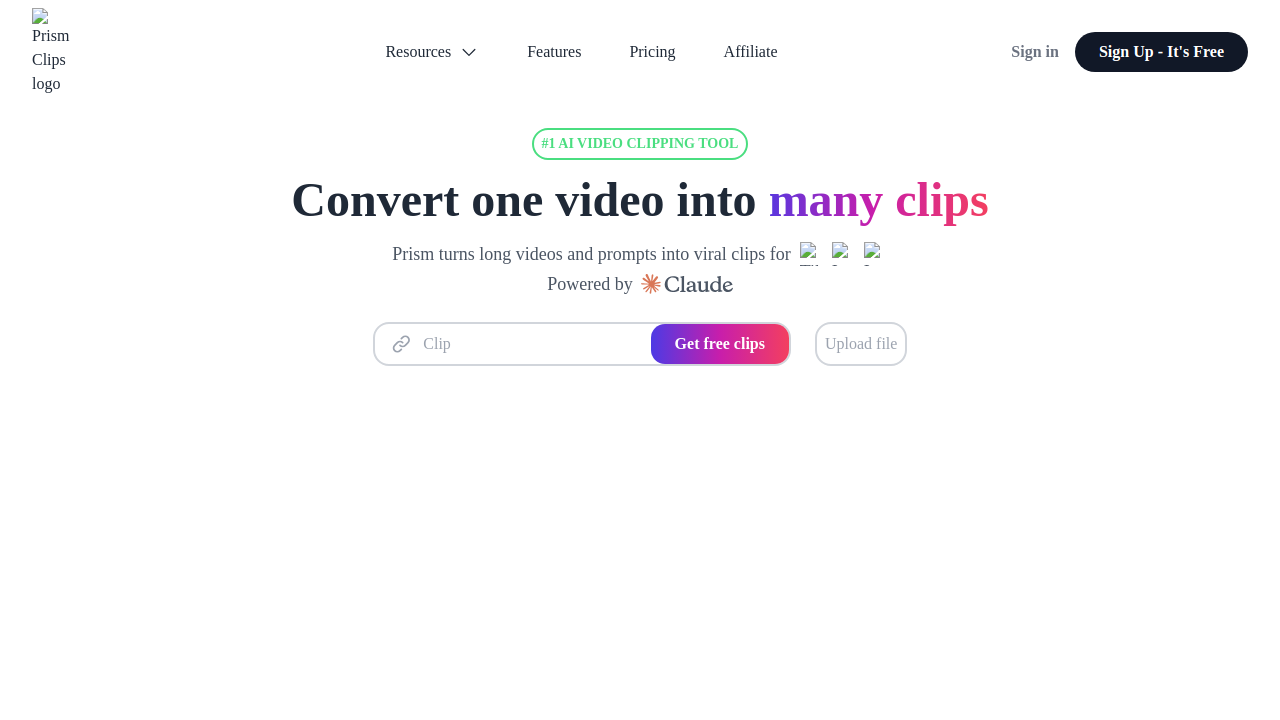 Prism
Clips
logo
Resources
Features
Pricing
Affiliate
Sign in
Sign Up - It's Free
#1 AI VIDEO CLIPPING TOOL
Convert one video into many clips
Prism turns long videos and prompts into viral clips for
Powered by Claude
Clip
Get free clips
Upload file